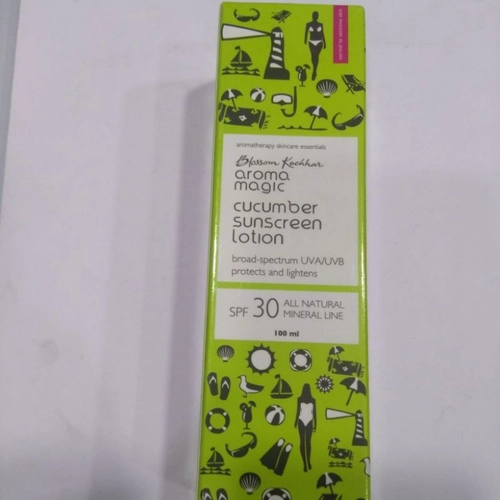 aromatherapy skincare essentials
Blossom Kochhar
aroma
magic
cucumber
sunscreen
lotion
broad-spectrum UVA/UVB
protects and lightens
SPF 30 ALL NATURAL
MINERAL LINE
100 ml